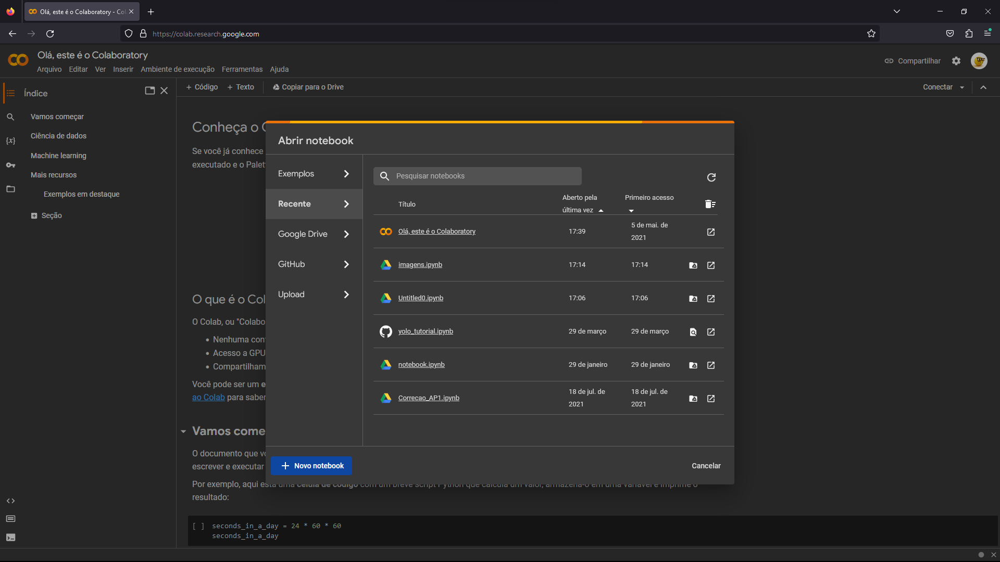 Olá, este é o Colaboratory - Col
https://colab.research.google.com
Olá, este é o Colaboratory
Arquivo Editar Ver Inserir Ambiente de execução Ferramentas Ajuda
Compartilhar
Índice
+ Código + Texto Copiar para o Drive
Conectar
Vamos começar
Ciência de dados
{x}
Machine learning
Mais recursos
Exemplos em destaque
Seção
Conheça o C
Se você já conhece
executado e o Palet
O que é o Col
O Colab, ou "Colabo
Nenhuma conf
Acesso a GPU
Compartilham
Você pode ser um e
ao Colab para saber
Vamos come
O documento que vo
escrever e executar
Por exemplo, aqui está uma célula de código com um breve script Python que calcula um valor, armazena-o em uma variável e imprime o
resultado:
[ ] seconds_in_a_day = 24 * 60 * 60
seconds_in_a_day
Abrir notebook
Exemplos
Recente
Google Drive
GitHub
Upload
Pesquisar notebooks
Título
Aberto pela
última vez
Primeiro acesso
Olá, este é o Colaboratory 17:39 5 de mai. de
2021
imagens.ipynb 17:14 17:14
Untitled0.ipynb 17:06 17:06
yolo_tutorial.ipynb 29 de março 29 de março
notebook.ipynb 29 de janeiro 29 de janeiro
Correcao_AP1.ipynb 18 de jul. de
2021 18 de jul. de
2021
Novo notebook
Cancelar